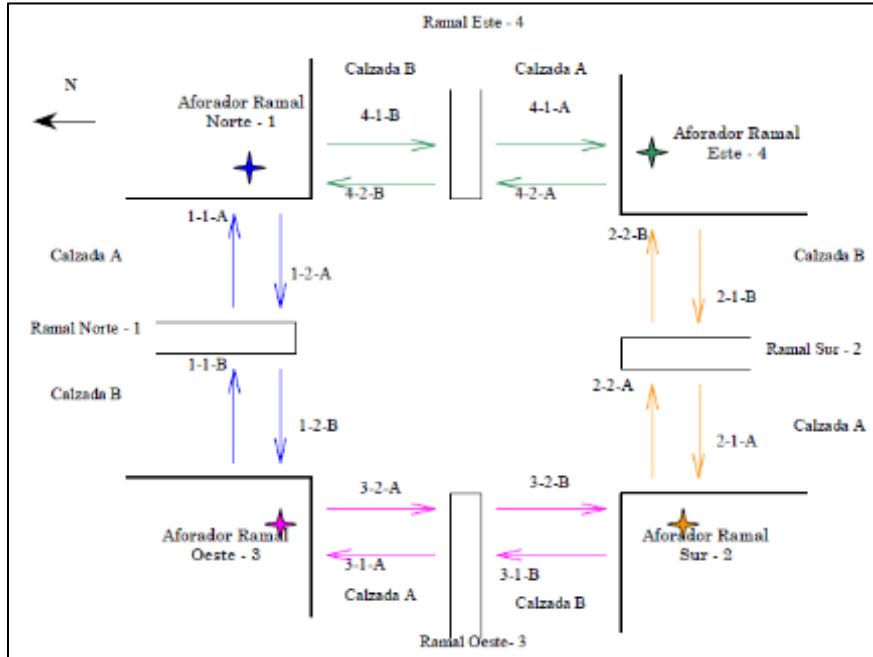 Ramal Este - 4
Calzada B
Calzada A
N
Aforador Ramal
Norte - 1
4-1-B
4-1-A
Aforador Ramal
Este - 4
4-2-B
4-2-A
1-1-A
2-2-B
Calzada A
Calzada B
1-2-A
2-1-B
Ramal Norte - 1
Ramal Sur - 2
1-1-B
2-2-A
Calzada B
Calzada A
1-2-B
2-1-A
3-2-A
3-2-B
Aforador Ramal
Oeste - 3
Aforador Ramal
Sur - 2
3-1-A
3-1-B
Calzada A
Calzada B
Ramal Oeste- 3